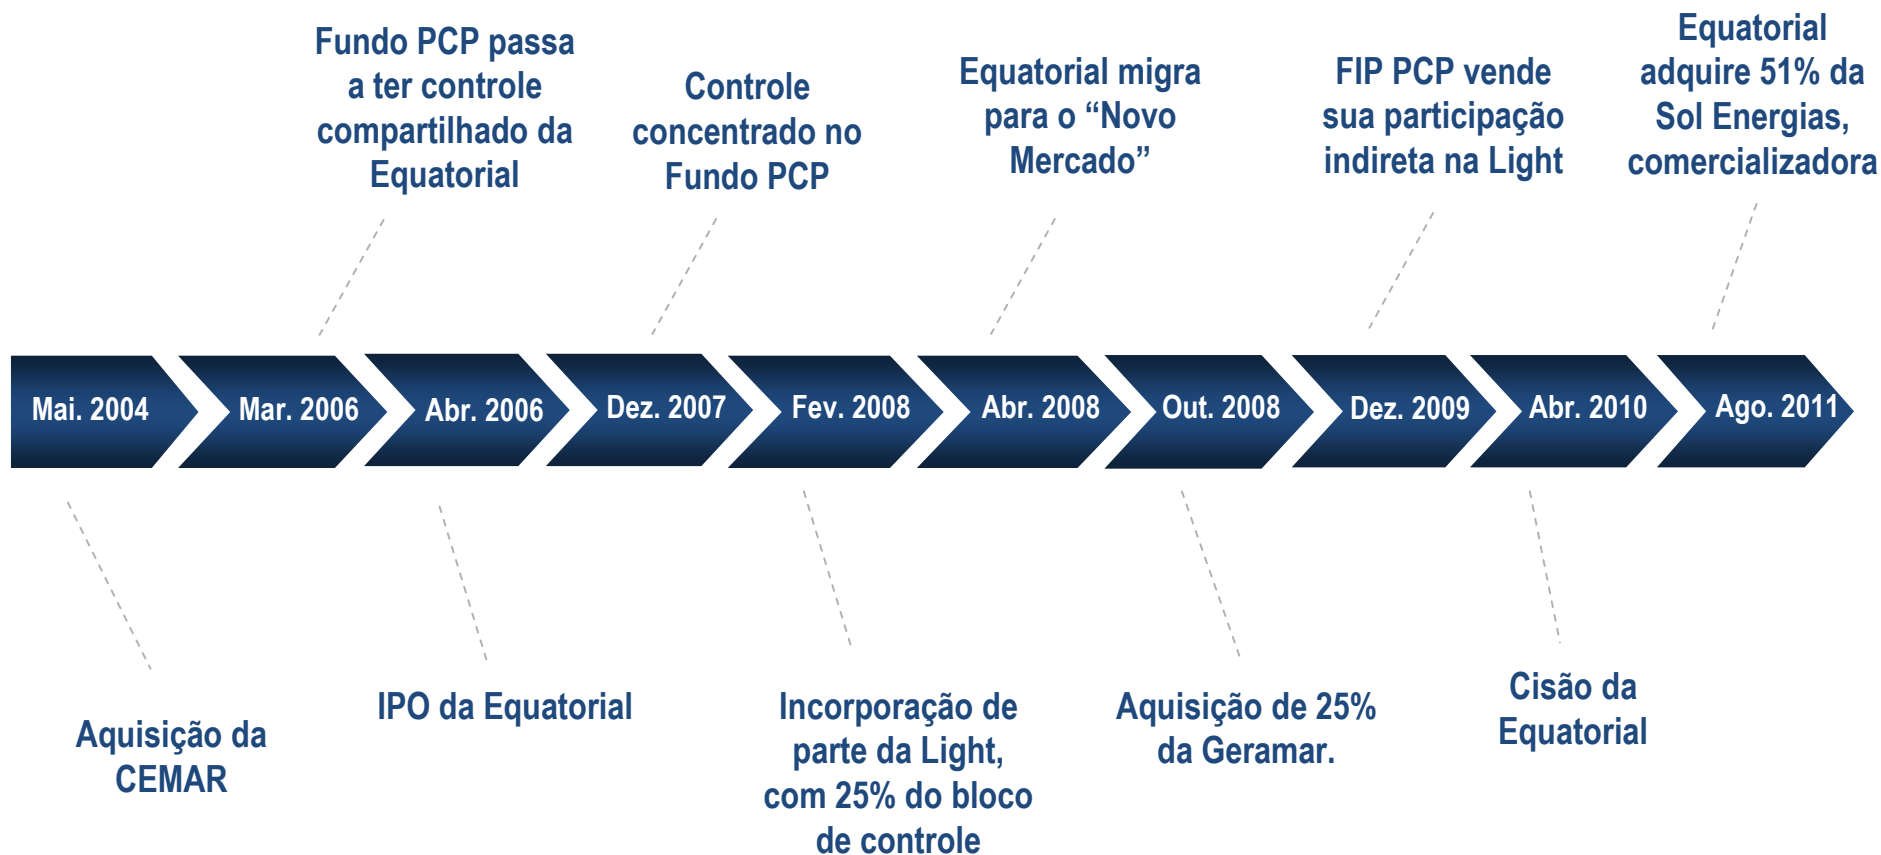 Fundo PCP passa
a ter controle
compartilhado da
Equatorial
Controle
concentrado no
Fundo PCP
Equatorial migra
para o “Novo
Mercado”
FIP PCP vende
sua participação
indireta na Light
Equatorial
adquire 51% da
Sol Energias,
comercializadora
Mai. 2004
Mar. 2006
Abr. 2006
Dez. 2007
Fev. 2008
Abr. 2008
Out. 2008
Dez. 2009
Abr. 2010
Ago. 2011
Aquisição da
CEMAR
IPO da Equatorial
Incorporação de
parte da Light,
com 25% do bloco
de controle
Aquisição de 25%
da Geramar.
Cisão da
Equatorial